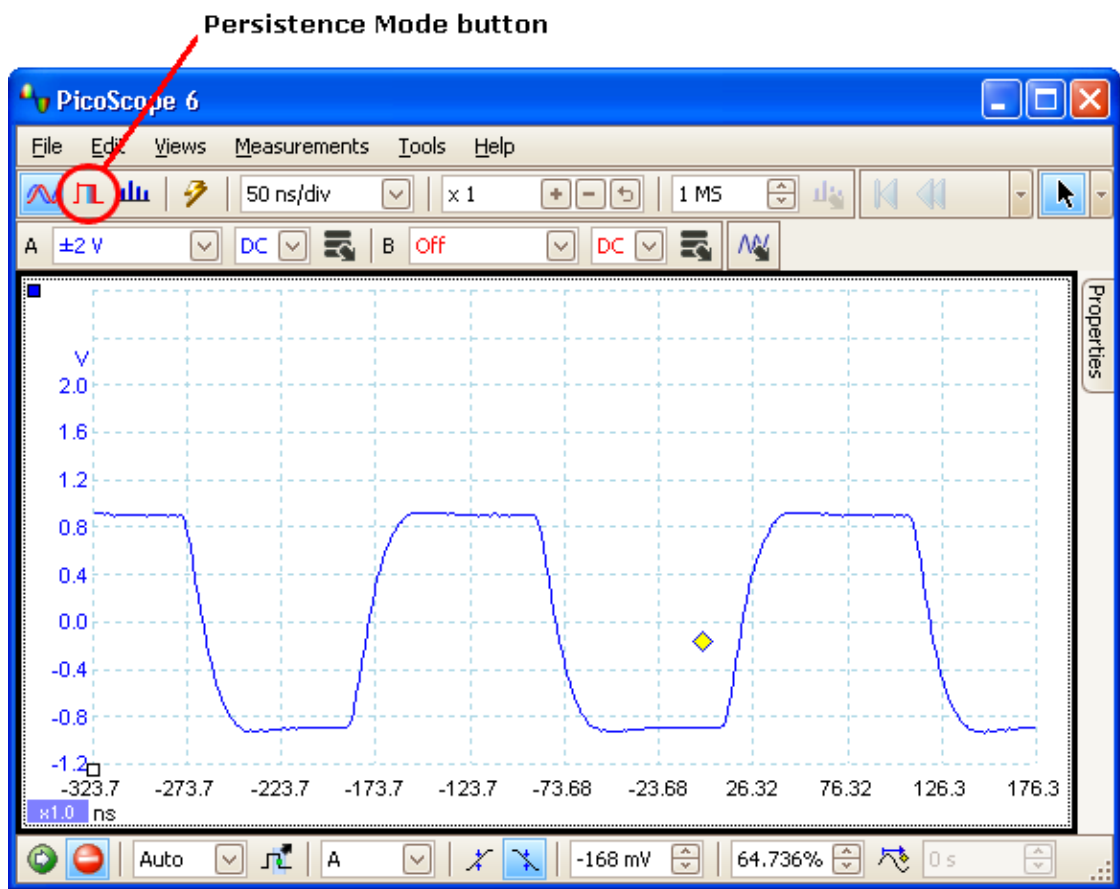 Persistence Mode button
PicoScope 6
File Edit Views Measurements Tools Help
50 ns/div x 1 1 MS
A ±2 V DC B Off DC
Properties
V
2.0
1.6
1.2
0.8
0.4
0.0
-0.4
-0.8
-1.2
-323.7 -273.7 -223.7 -173.7 -123.7 -73.68 -23.68 26.32 76.32 126.3 176.3
x1.0 ns
Auto A -168 mV 64.736% 0 s